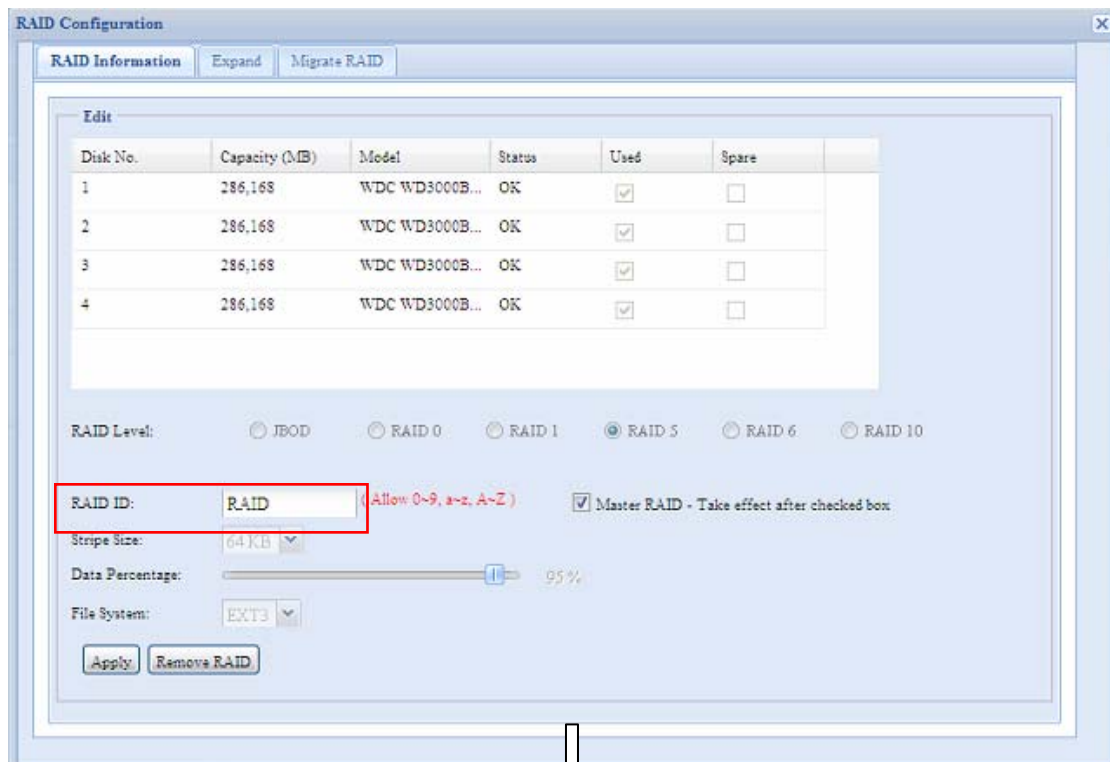 RAID Configuration
RAID Information Expand Migrate RAID
Edit
Disk No. Capacity (MB) Model Status Used Spare
1 286,168 WDC WD3000B... OK
2 286,168 WDC WD3000B... OK
3 286,168 WDC WD3000B... OK
4 286,168 WDC WD3000B... OK
RAID Level: JBOD RAID 0 RAID 1 RAID 5 RAID 6 RAID 10
RAID ID: RAID ( Allow 0~9, a~z, A~Z ) Master RAID - Take effect after checked box
Stripe Size: 64 KB
Data Percentage: 95 %
File System: EXT3
Apply Remove RAID